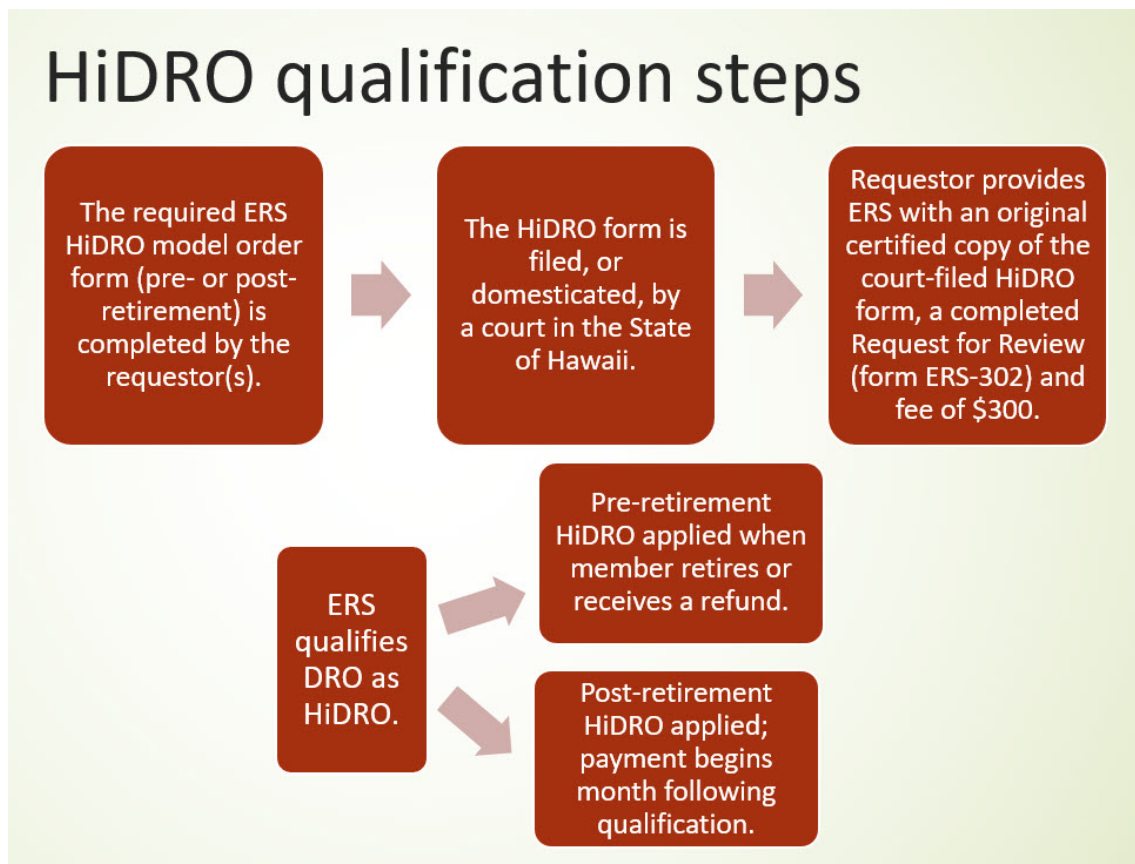 HiDRO qualification steps
The required ERS
HiDRO model order
form (pre- or post-
retirement) is
completed by the
requestor(s).
The HiDRO form is
filed, or
domesticated, by
a court in the State
of Hawaii.
Requestor provides
ERS with an original
certified copy of the
court-filed HiDRO
form, a completed
Request for Review
(form ERS-302) and
fee of $300.
ERS
qualifies
DRO as
HiDRO.
Pre-retirement
HiDRO applied when
member retires or
receives a refund.
Post-retirement
HiDRO applied;
payment begins
month following
qualification.